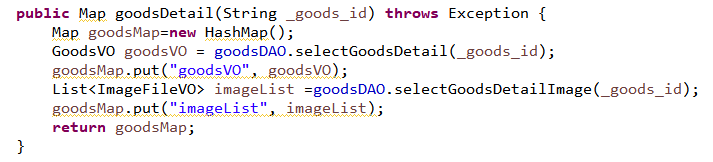 public Map goodsDetail(String _goods_id) throws Exception {
    Map goodsMap=new HashMap();
    GoodsVO goodsVO = goodsDAO.selectGoodsDetail(_goods_id);
    goodsMap.put("goodsVO", goodsVO);
    List<ImageFileVO> imageList =goodsDAO.selectGoodsDetailImage(_goods_id);
    goodsMap.put("imageList", imageList);
    return goodsMap;
}